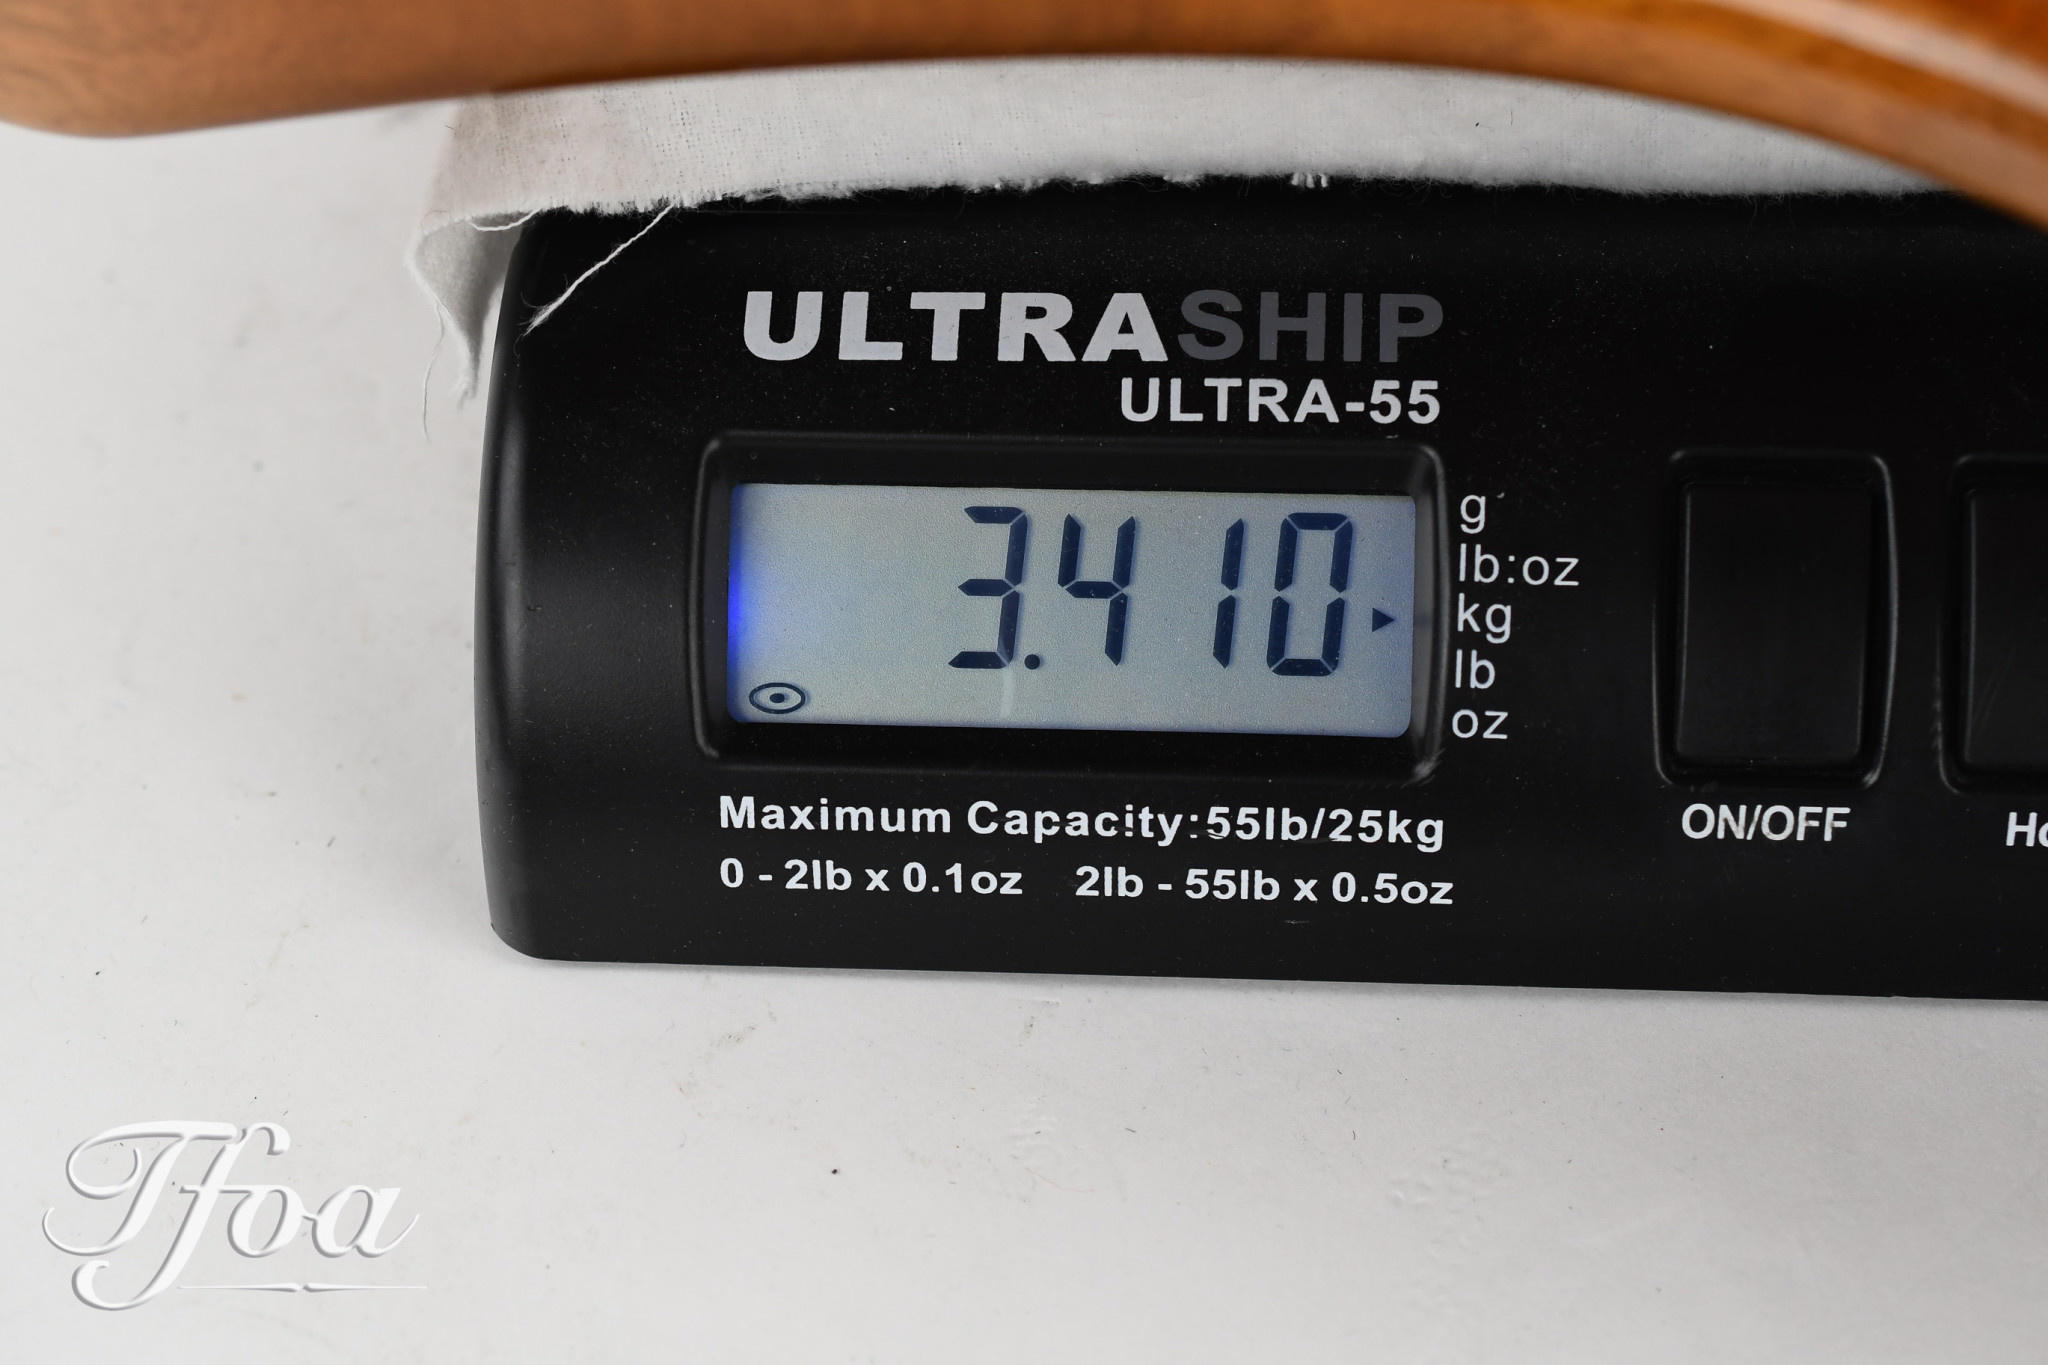 ULTRASHIP
ULTRA-55
3.410
g
lb:oz
kg
lb
oz
Maximum Capacity:55lb/25kg
0 - 2lb x 0.1oz 2lb - 55lb x 0.5oz
ON/OFF
Tfoa